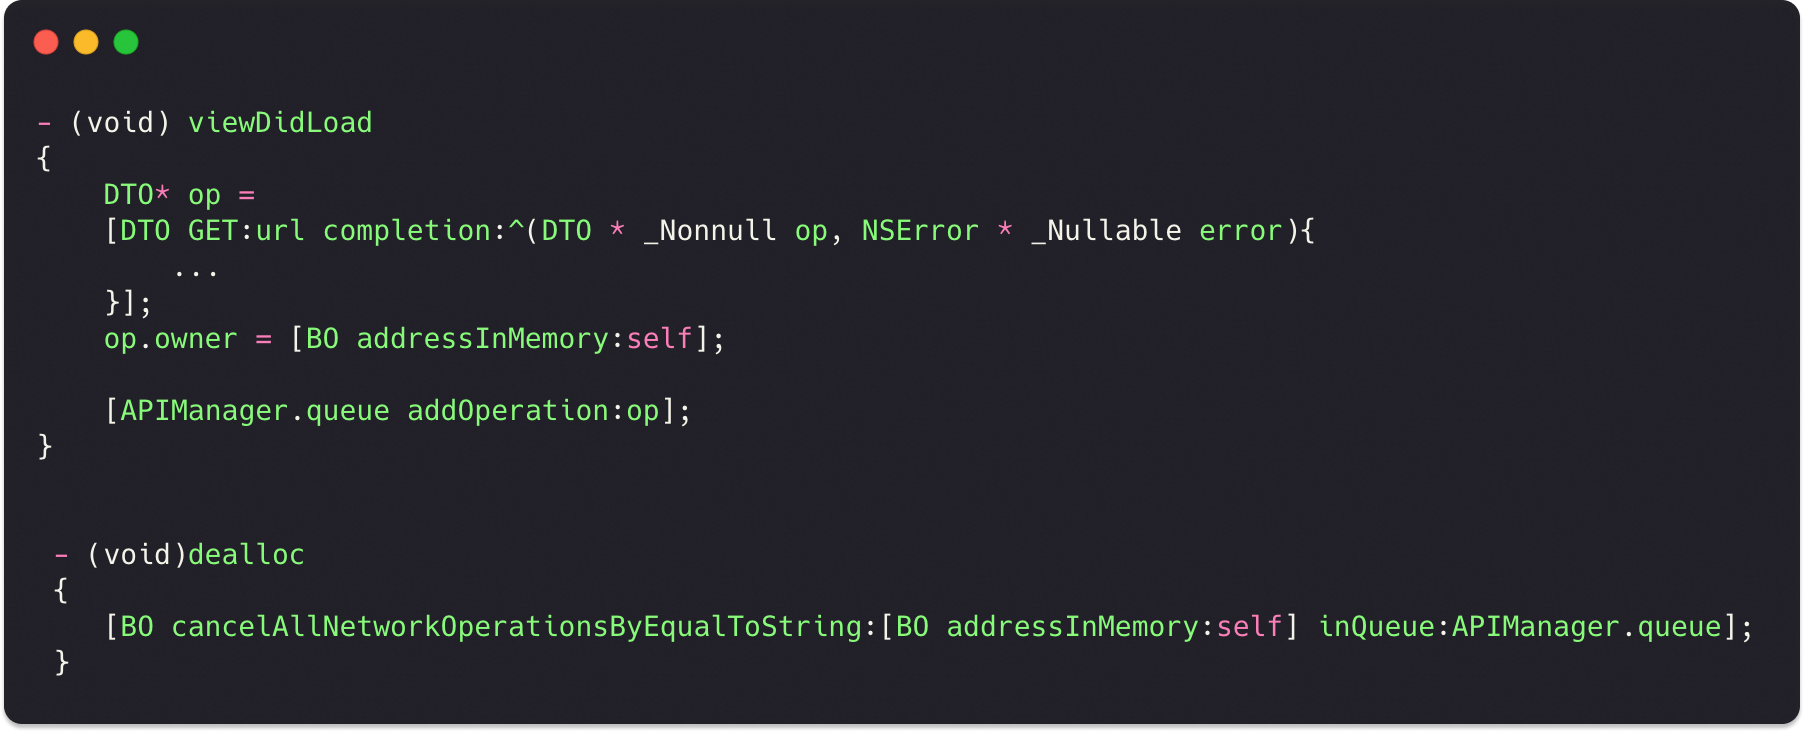 - (void) viewDidLoad
{
    DTO* op =
    [DTO GET:url completion:^(DTO * _Nonnull op, NSError * _Nullable error){
        ...
    }];
    op.owner = [BO addressInMemory:self];

    [APIManager.queue addOperation:op];
}

 - (void)dealloc
 {
    [BO cancelAllNetworkOperationsByEqualToString:[BO addressInMemory:self] inQueue:APIManager.queue];
 }